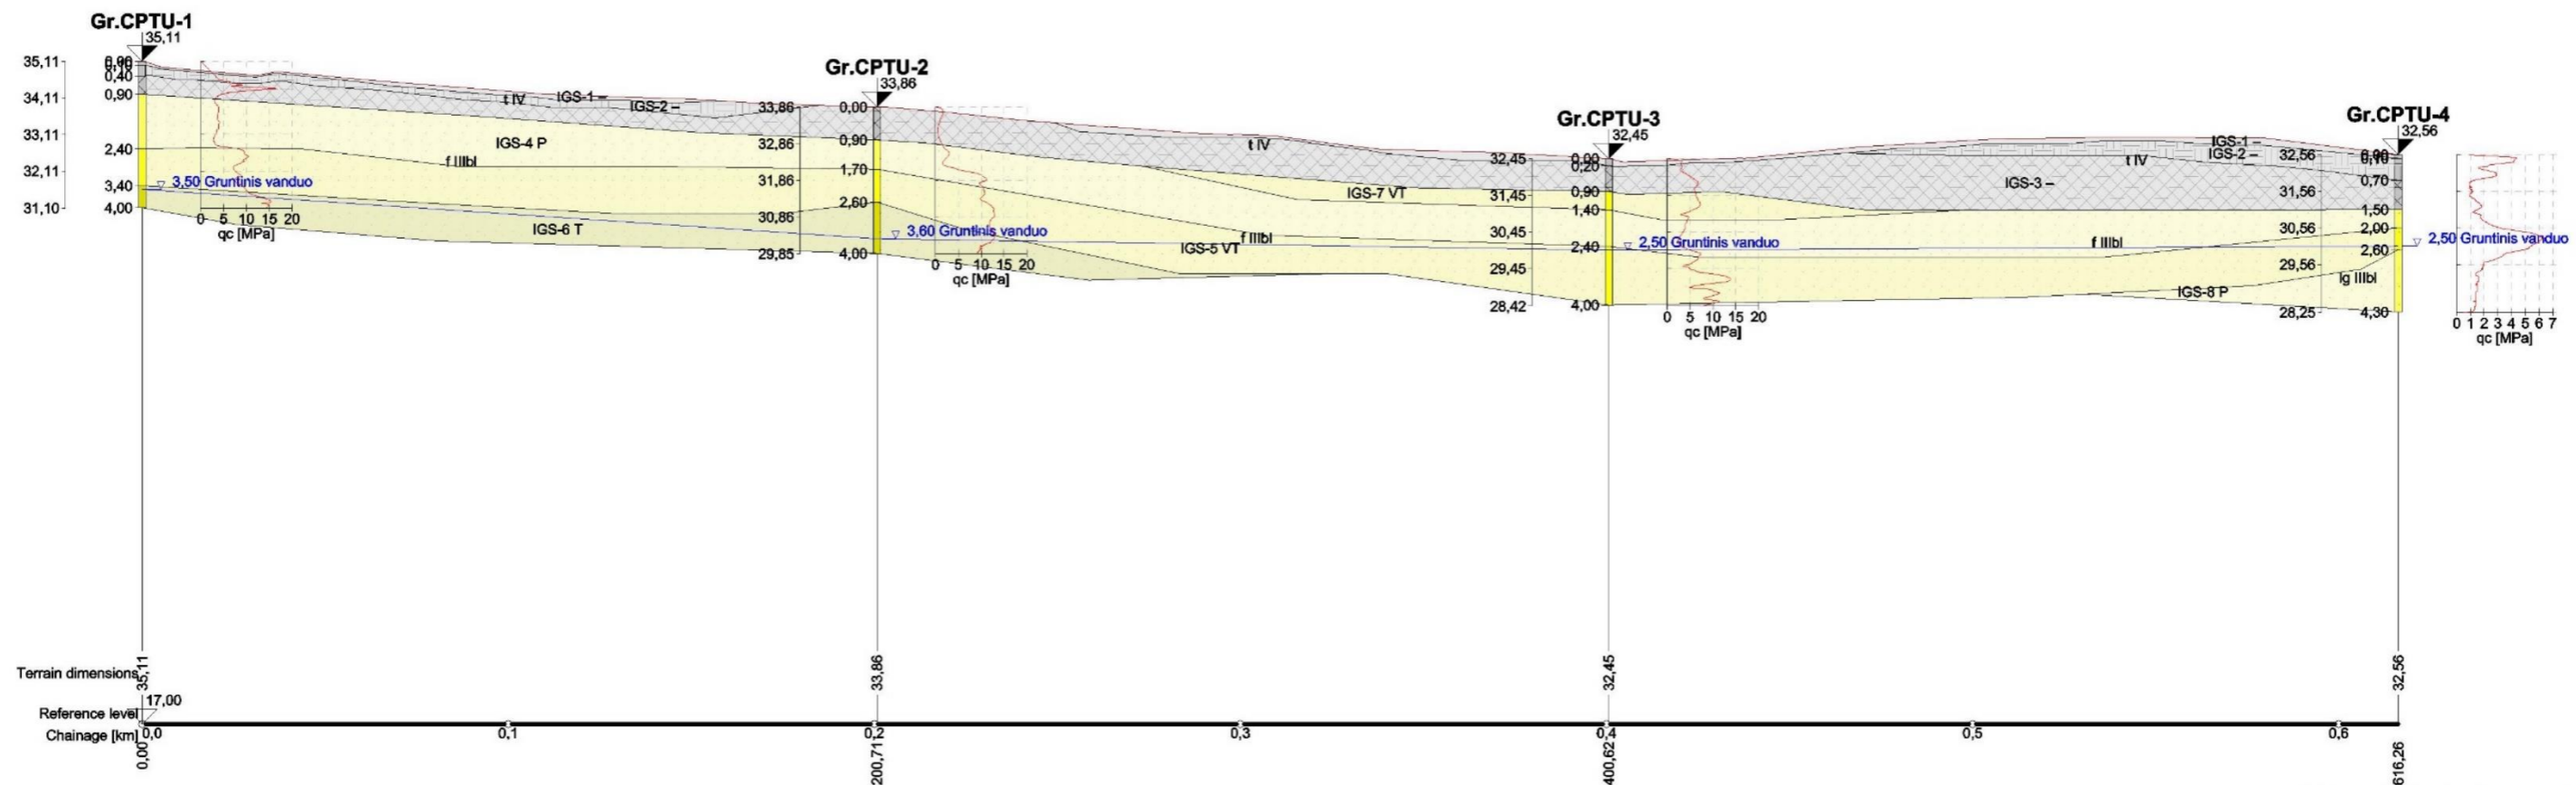 Gr.CPTU-1
35,11
35,11
34,11
33,11
32,11
31,10
0,00
0,40
0,90
2,40
3,40
4,00
3,50 Gruntinis vanduo
0 5 10 15 20
qc [MPa]
t IV
IGS-1
IGS-2
IGS-4 P
f IIIbl
IGS-6 T
Gr.CPTU-2
33,86
33,86
32,86
31,86
30,86
29,85
0,00
0,90
1,70
2,60
4,00
3,60 Gruntinis vanduo
0 5 10 15 20
qc [MPa]
t IV
IGS-7 VT
f IIIbl
IGS-5 VT
Gr.CPTU-3
32,45
32,45
31,45
30,45
29,45
28,42
0,00
0,20
0,90
1,40
2,40
4,00
2,50 Gruntinis vanduo
0 5 10 15 20
qc [MPa]
IGS-1
IGS-2
t IV
IGS-3
f IIIbl
lg IIIbl
IGS-8 P
Gr.CPTU-4
32,56
32,56
31,56
30,56
29,56
28,25
0,00
0,10
0,70
1,50
2,00
2,60
4,30
2,50 Gruntinis vanduo
0 1 2 3 4 5 6 7
qc [MPa]
Terrain dimensions
35,11
33,86
32,45
32,56
17,00
Reference level
Chainage [km]
0,0 0,1 0,2 0,3 0,4 0,5 0,6
0,00
200,71
400,62
616,26